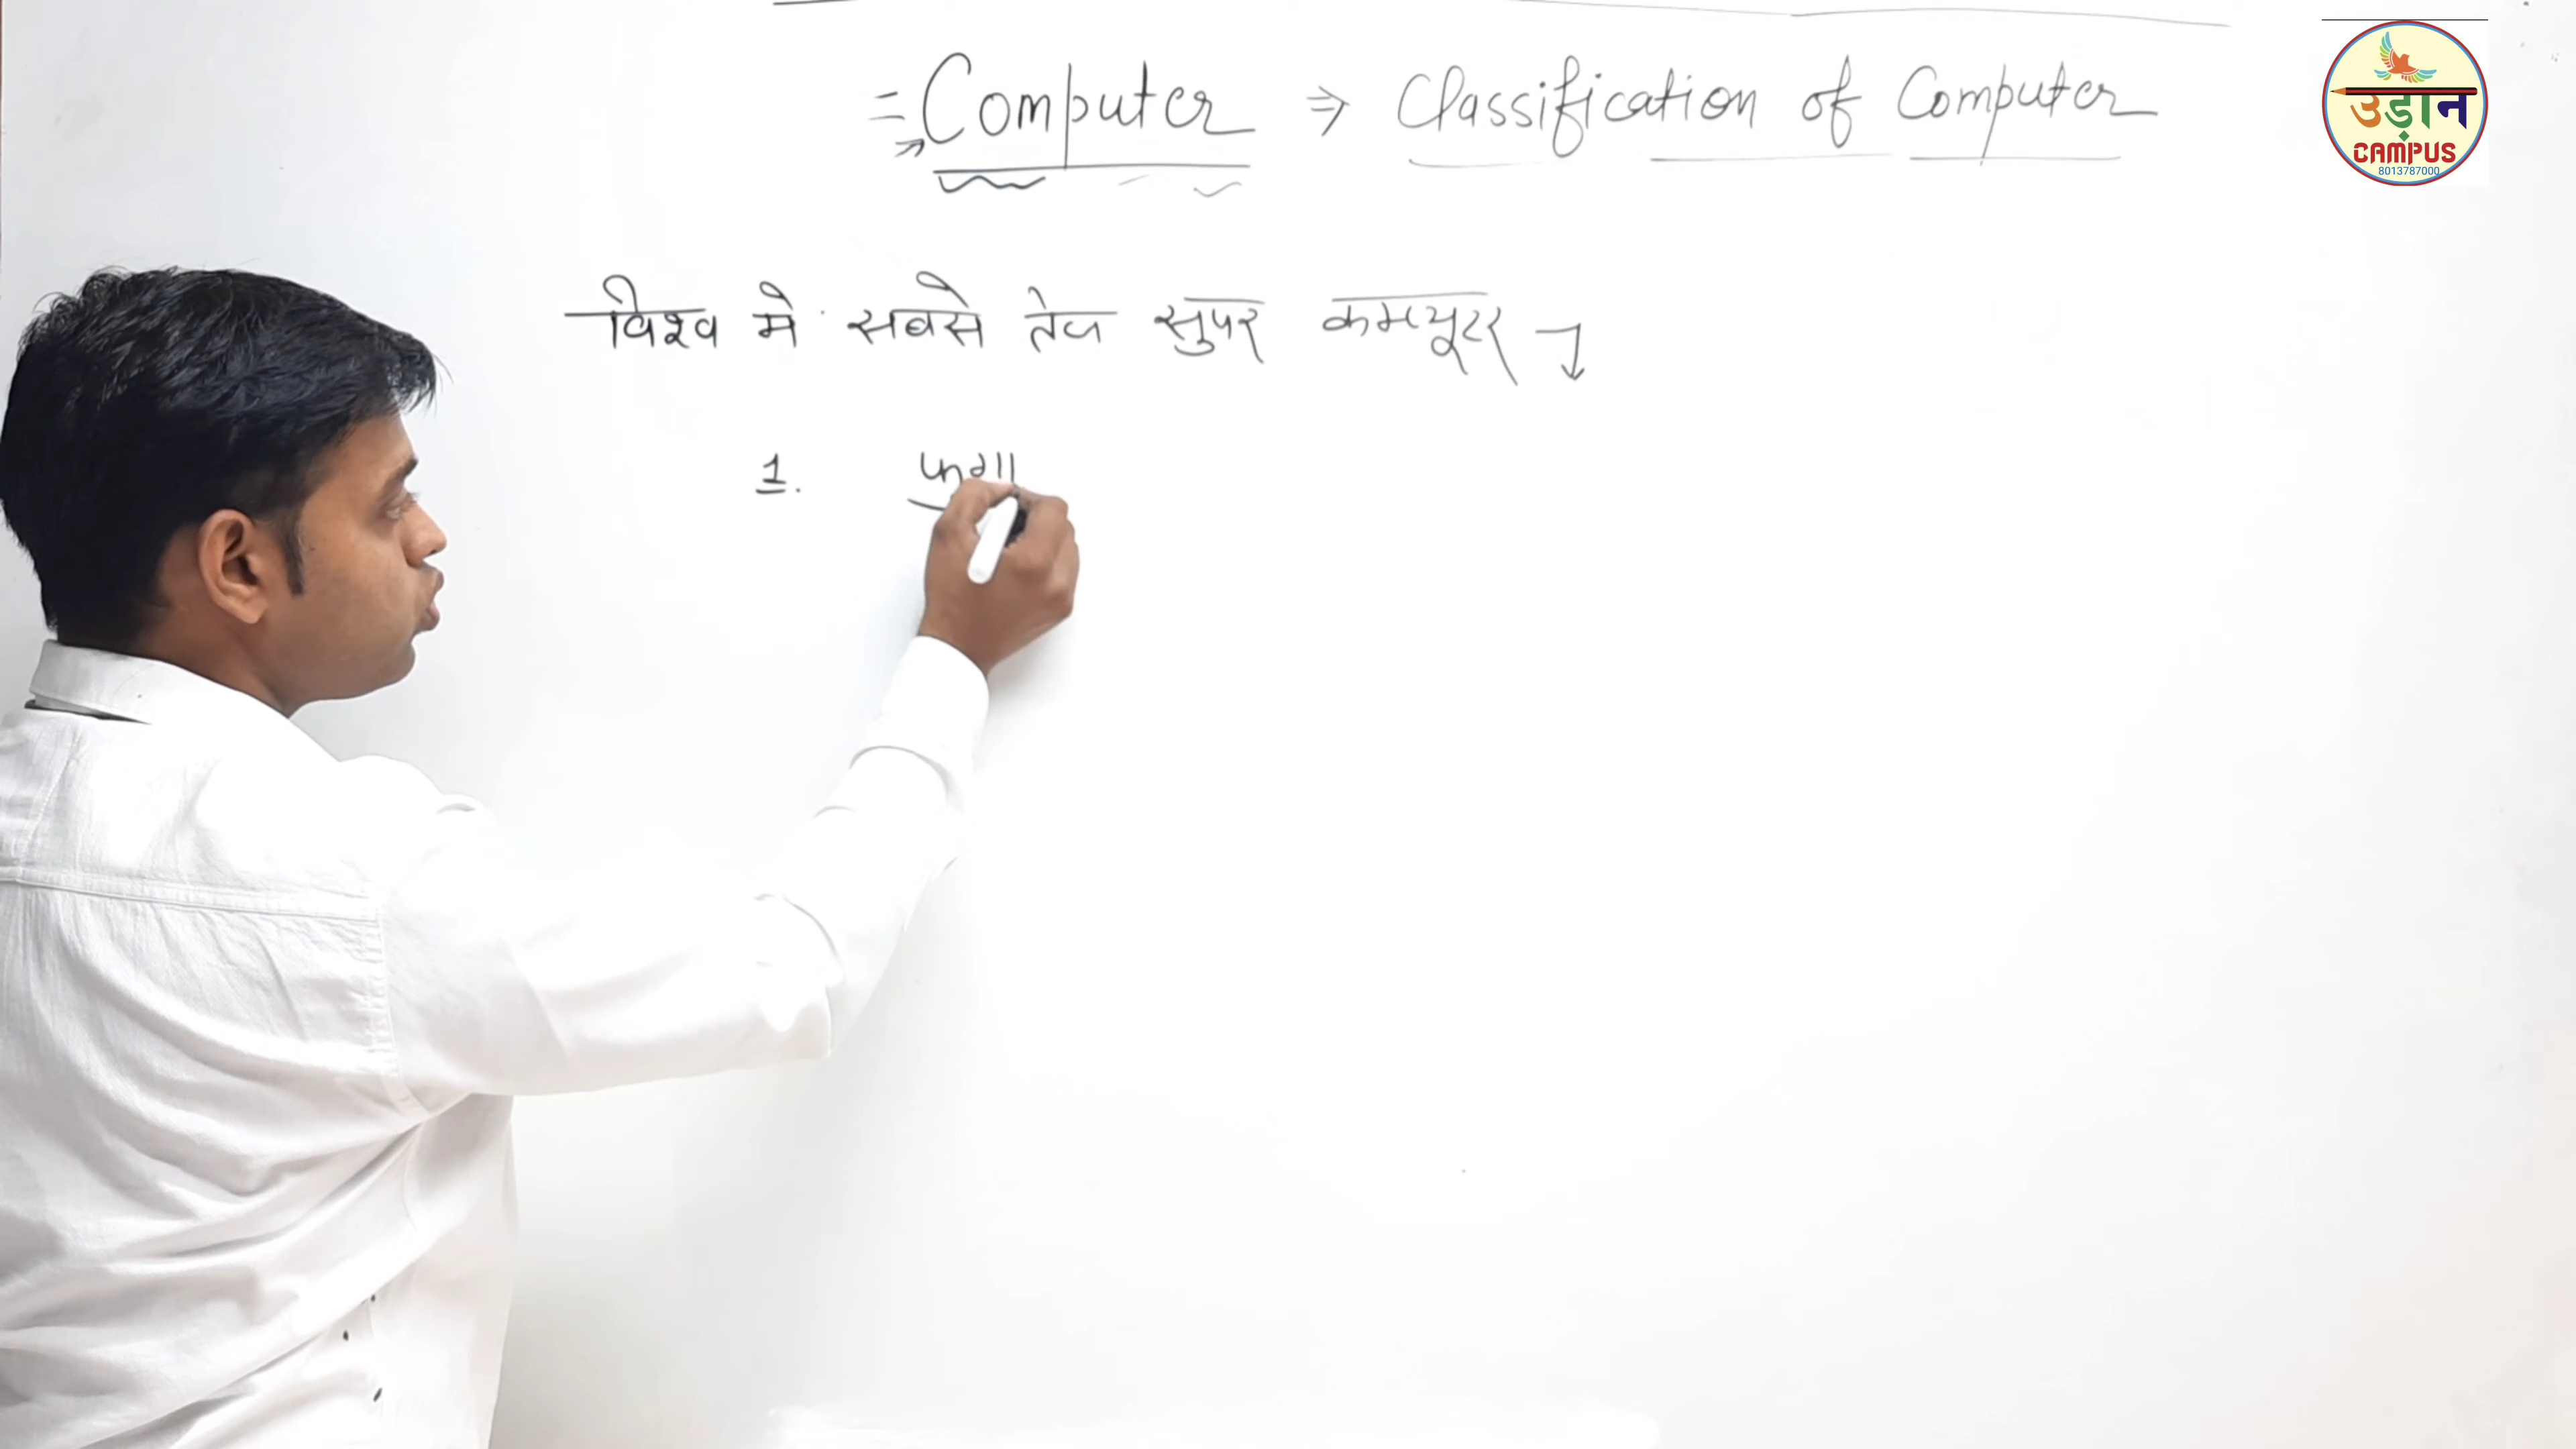 = Computer ⇒ Classification of Computer
उड़ान
CAMPUS
8013787000
विश्व मे सबसे तेज सुपर कम्यूटर
1. फुगा